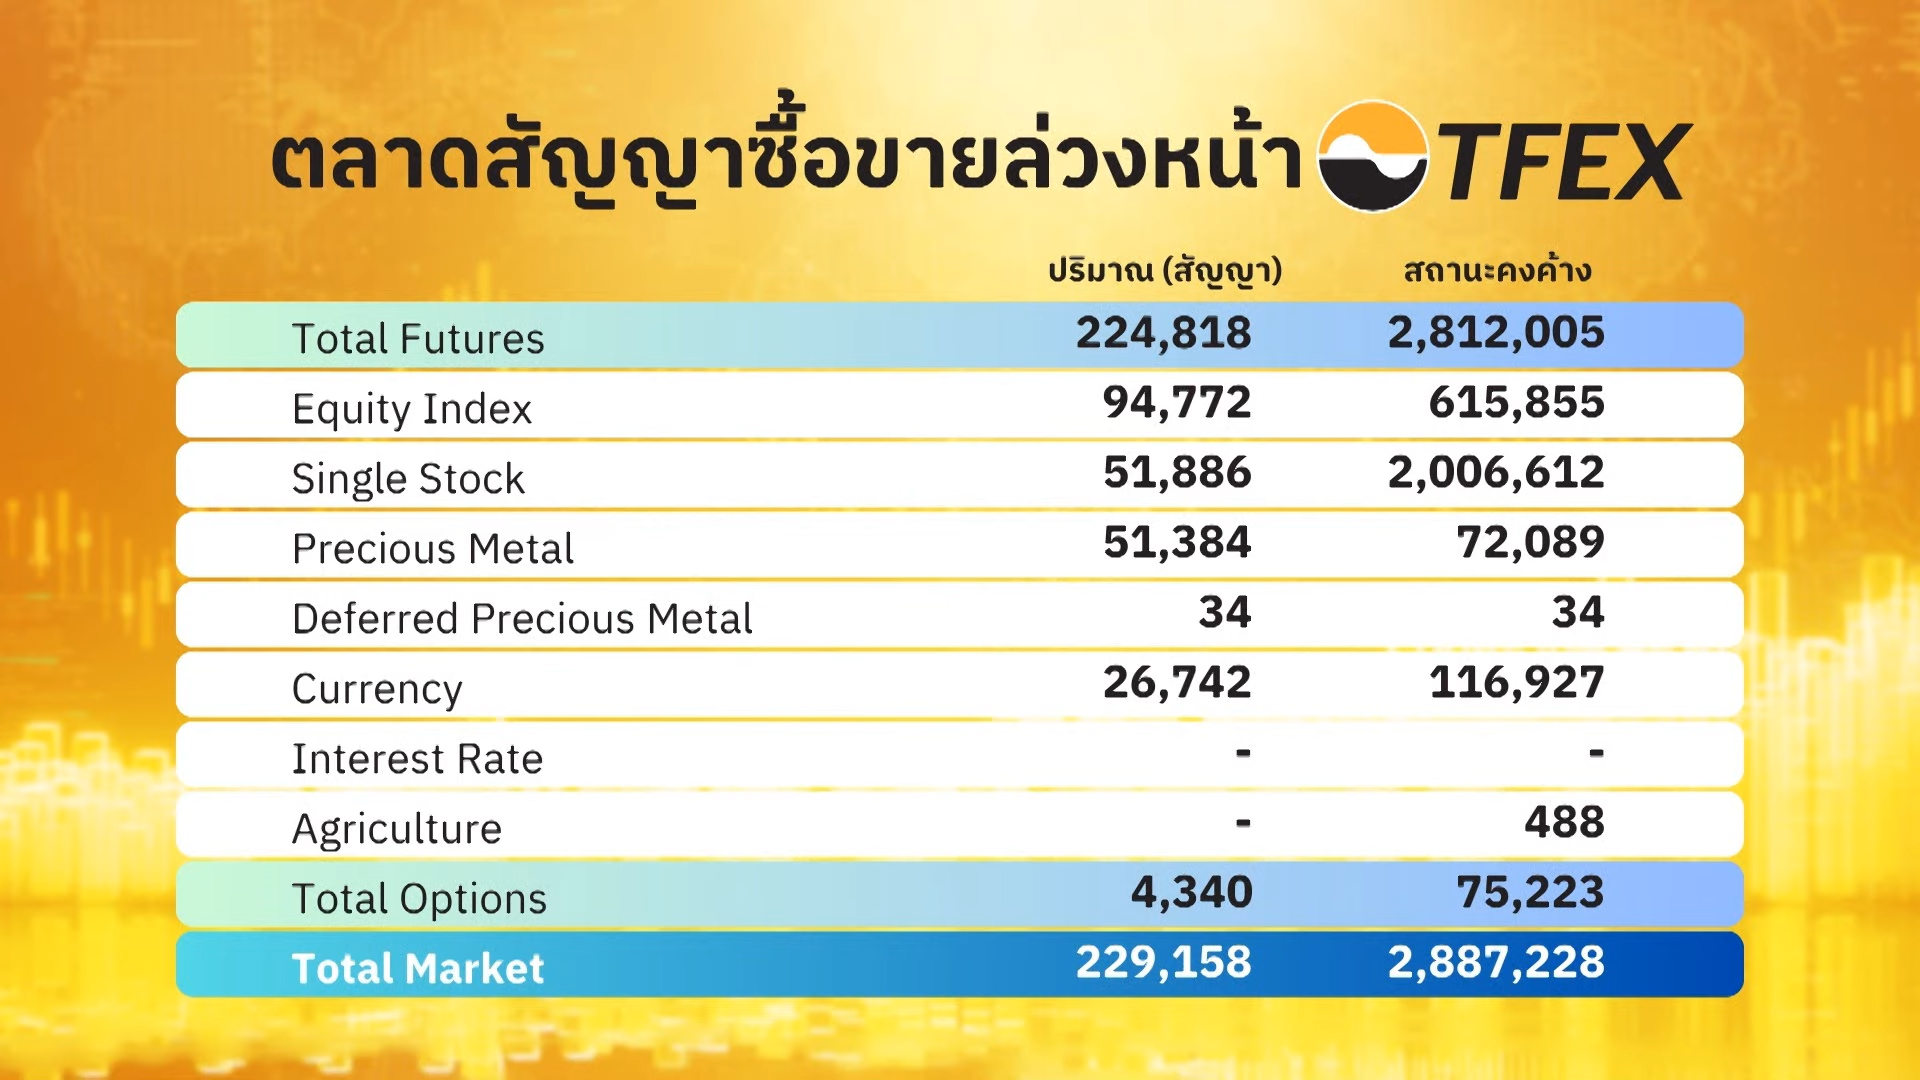 ตลาดสัญญาซื้อขายล่วงหน้า TFEX
ปริมาณ (สัญญา) สถานะคงค้าง
Total Futures 224,818 2,812,005
Equity Index 94,772 615,855
Single Stock 51,886 2,006,612
Precious Metal 51,384 72,089
Deferred Precious Metal 34 34
Currency 26,742 116,927
Interest Rate - -
Agriculture - 488
Total Options 4,340 75,223
Total Market 229,158 2,887,228